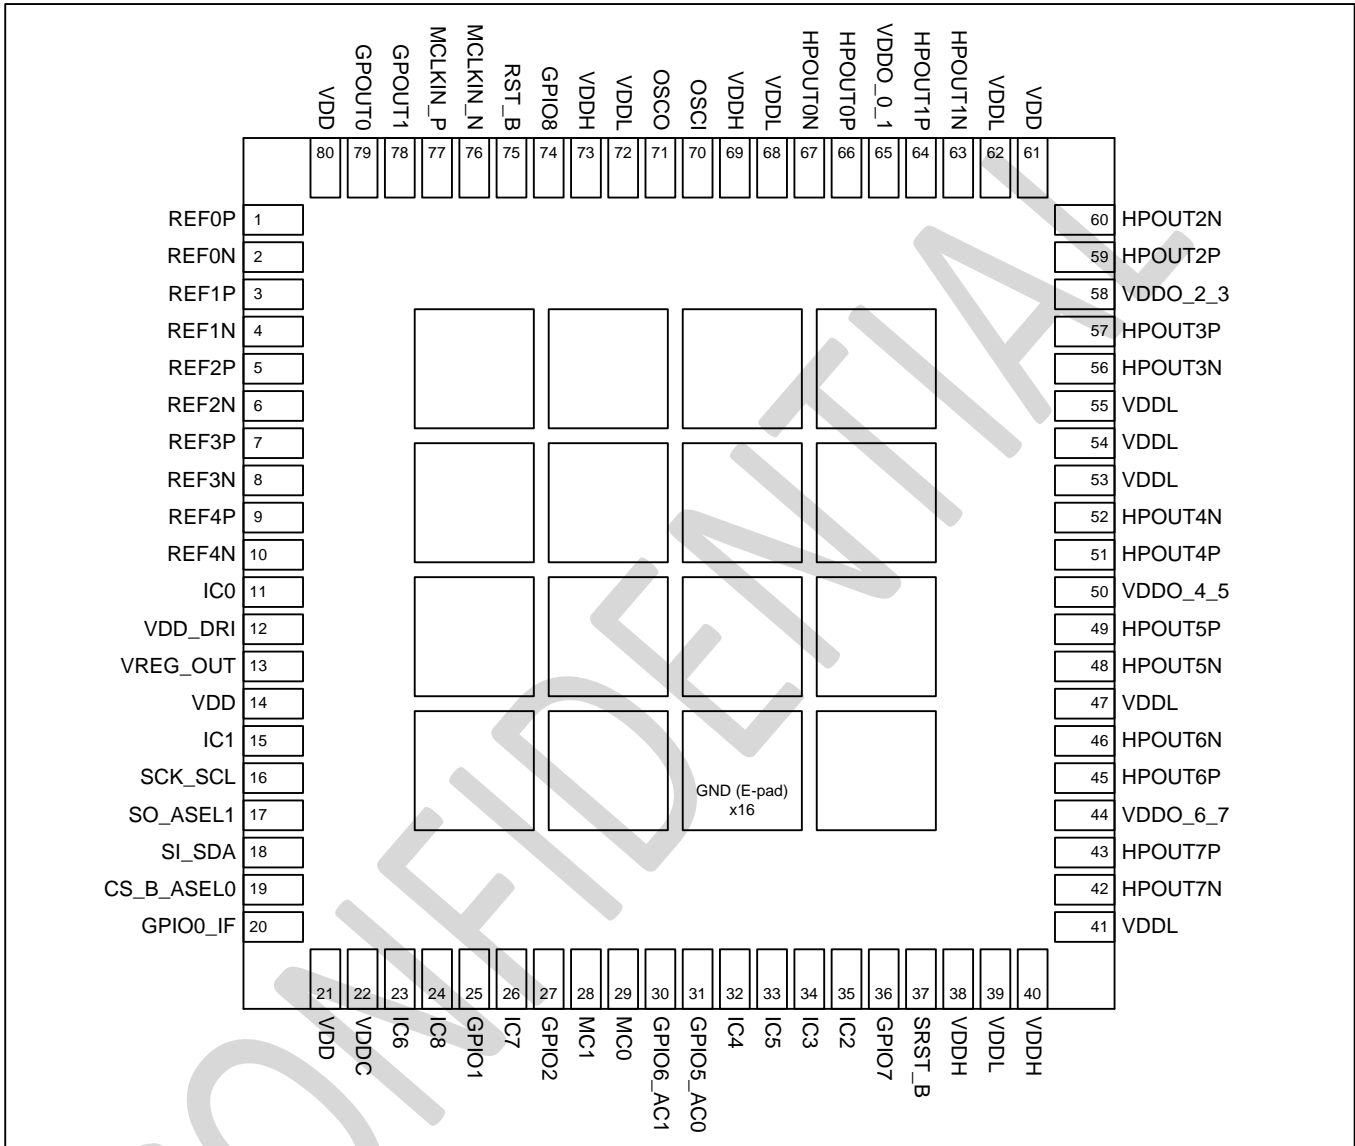 VDD
GPOUT0
GPOUT1
MCLKIN_P
MCLKIN_N
RST_B
GPIO8
VDDH
VDDL
OSCO
OSCI
VDDH
VDDL
HPOUT0N
HPOUT0P
VDDO_0_1
HPOUT1P
HPOUT1N
VDDL
VDD
80 79 78 77 76 75 74 73 72 71 70 69 68 67 66 65 64 63 62 61
REF0P 1
REF0N 2
REF1P 3
REF1N 4
REF2P 5
REF2N 6
REF3P 7
REF3N 8
REF4P 9
REF4N 10
IC0 11
VDD_DRI 12
VREG_OUT 13
VDD 14
IC1 15
SCK_SCL 16
SO_ASEL1 17
SI_SDA 18
CS_B_ASEL0 19
GPIO0_IF 20
60 HPOUT2N
59 HPOUT2P
58 VDDO_2_3
57 HPOUT3P
56 HPOUT3N
55 VDDL
54 VDDL
53 VDDL
52 HPOUT4N
51 HPOUT4P
50 VDDO_4_5
49 HPOUT5P
48 HPOUT5N
47 VDDL
46 HPOUT6N
45 HPOUT6P
44 VDDO_6_7
43 HPOUT7P
42 HPOUT7N
41 VDDL
GND (E-pad)
x16
21 22 23 24 25 26 27 28 29 30 31 32 33 34 35 36 37 38 39 40
VDD
VDDC
IC6
IC8
GPIO1
IC7
GPIO2
MC1
MC0
GPIO6_AC1
GPIO5_AC0
IC4
IC5
IC3
IC2
GPIO7
SRST_B
VDDH
VDDL
VDDH
CONFIDENTIAL